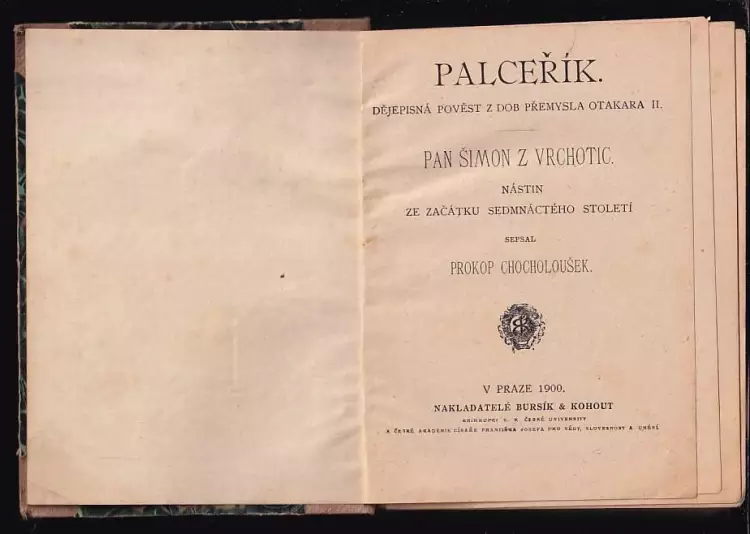 PALCEŘÍK.
DĚJEPISNÁ POVĚST Z DOB PŘEMYSLA OTAKARA II.
PAN ŠIMON Z VRCHOTIC.
NÁSTIN
ZE ZAČÁTKU SEDMNÁCTÉHO STOLETÍ
SEPSAL
PROKOP CHOCHOLOUŠEK.
V PRAZE 1900.
NAKLADATELÉ BURSÍK & KOHOUT
KNIHKUPCI C. K. ČESKÉ UNIVERSITY
A ČESKÉ AKADEMIE CÍSAŘE FRANTIŠKA JOSEFA PRO VĚDY, SLOVESNOST A UMĚNÍ